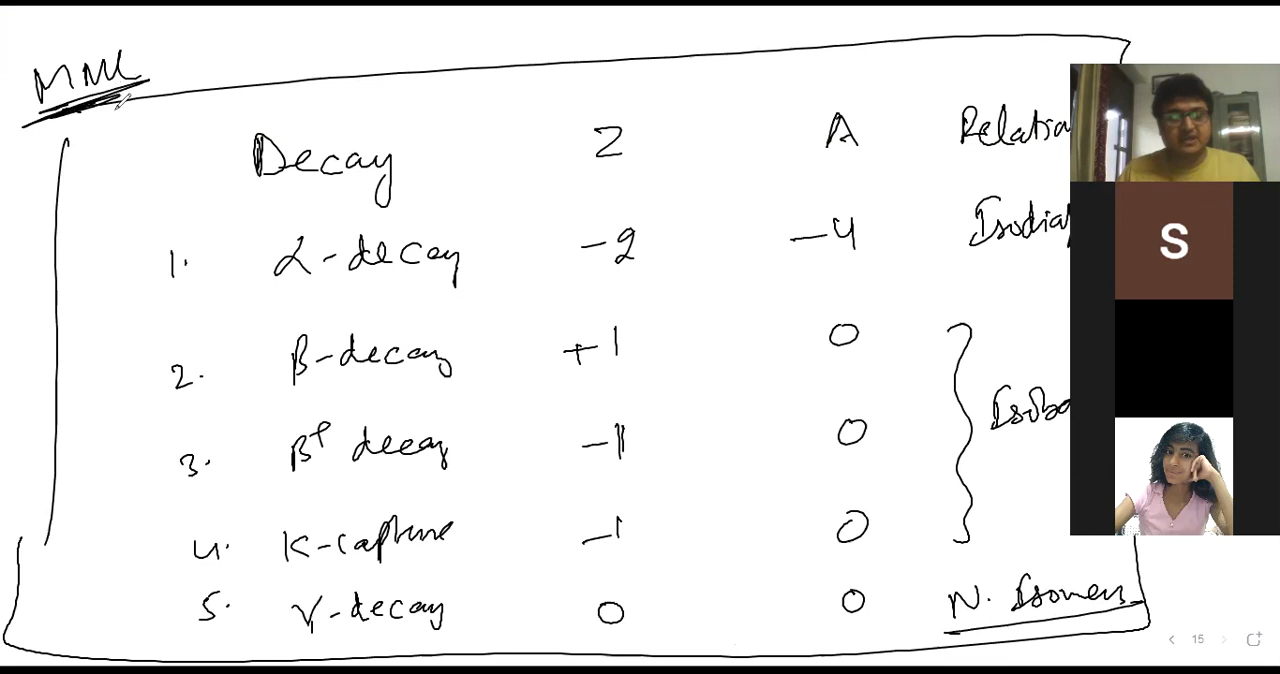 MML
Decay Z A Relatio
1. α-decay -2 -4 Isodia
2. β-decay +1 0
3. β+ decay -1 0 Isoba
4. K-capture -1 0
5. γ-decay 0 0 N. Isomers
S
15